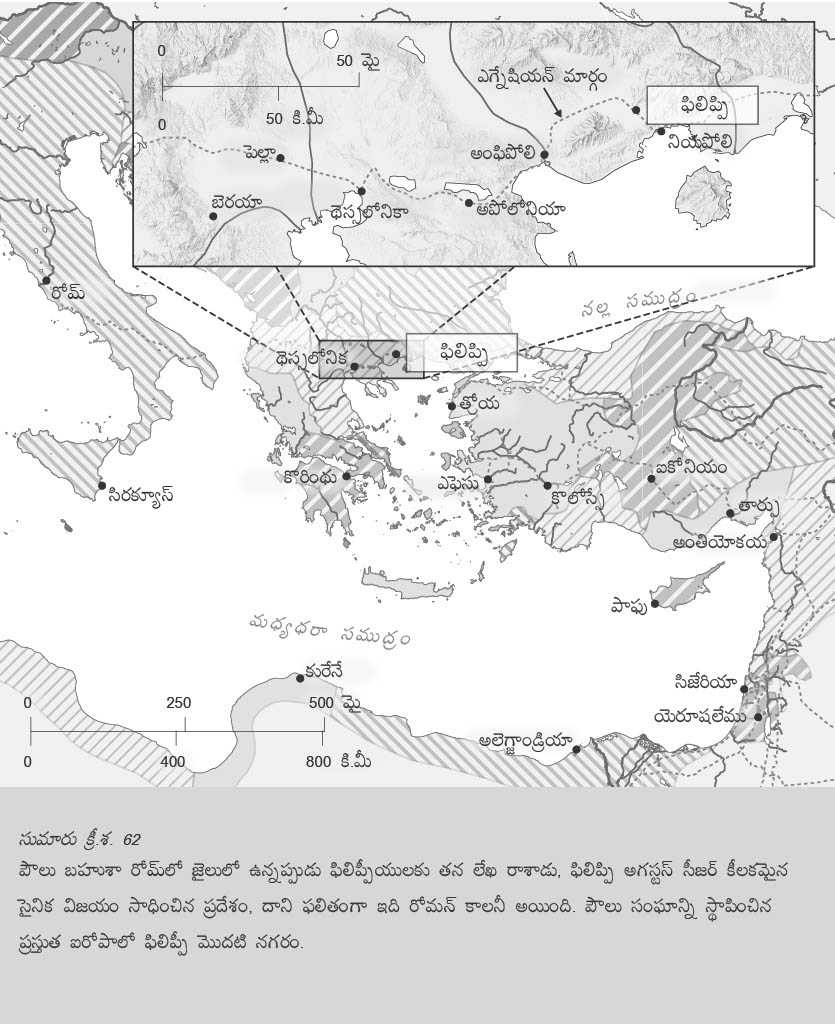 0
50 మై
0
50 కి.మీ
ఎగ్నేషియన్ మార్గం
ఫిలిప్పి
నియపోలి
అంఫిపోలి
పెల్లా
బెరయా
థెస్సలోనికా
అపోలోనియా
రోమ్
నల్ల సముద్రం
థెస్సలోనిక
ఫిలిప్పి
త్రోయ
సిరక్యూస్
కొరింథు
ఎఫెసు
కొలోస్సే
ఐకోనియం
తార్సు
అంతియోకయ
పాఫు
మధ్యధరా సముద్రం
కురేనే
సిజేరియా
యెరూషలేము
అలెగ్జాండ్రియా
0 250 500 మై
0 400 800 కి.మీ
సుమారు క్రీ.శ. 62
పౌలు బహుశా రోమ్‌లో జైలులో ఉన్నప్పుడు ఫిలిప్పీయులకు తన లేఖ రాశాడు, ఫిలిప్పి అగస్టస్ సీజర్ కీలకమైన
సైనిక విజయం సాధించిన ప్రదేశం, దాని ఫలితంగా ఇది రోమన్ కాలనీ అయింది. పౌలు సంఘాన్ని స్థాపించిన
ప్రస్తుత ఐరోపాలో ఫిలిప్పీ మొదటి నగరం.